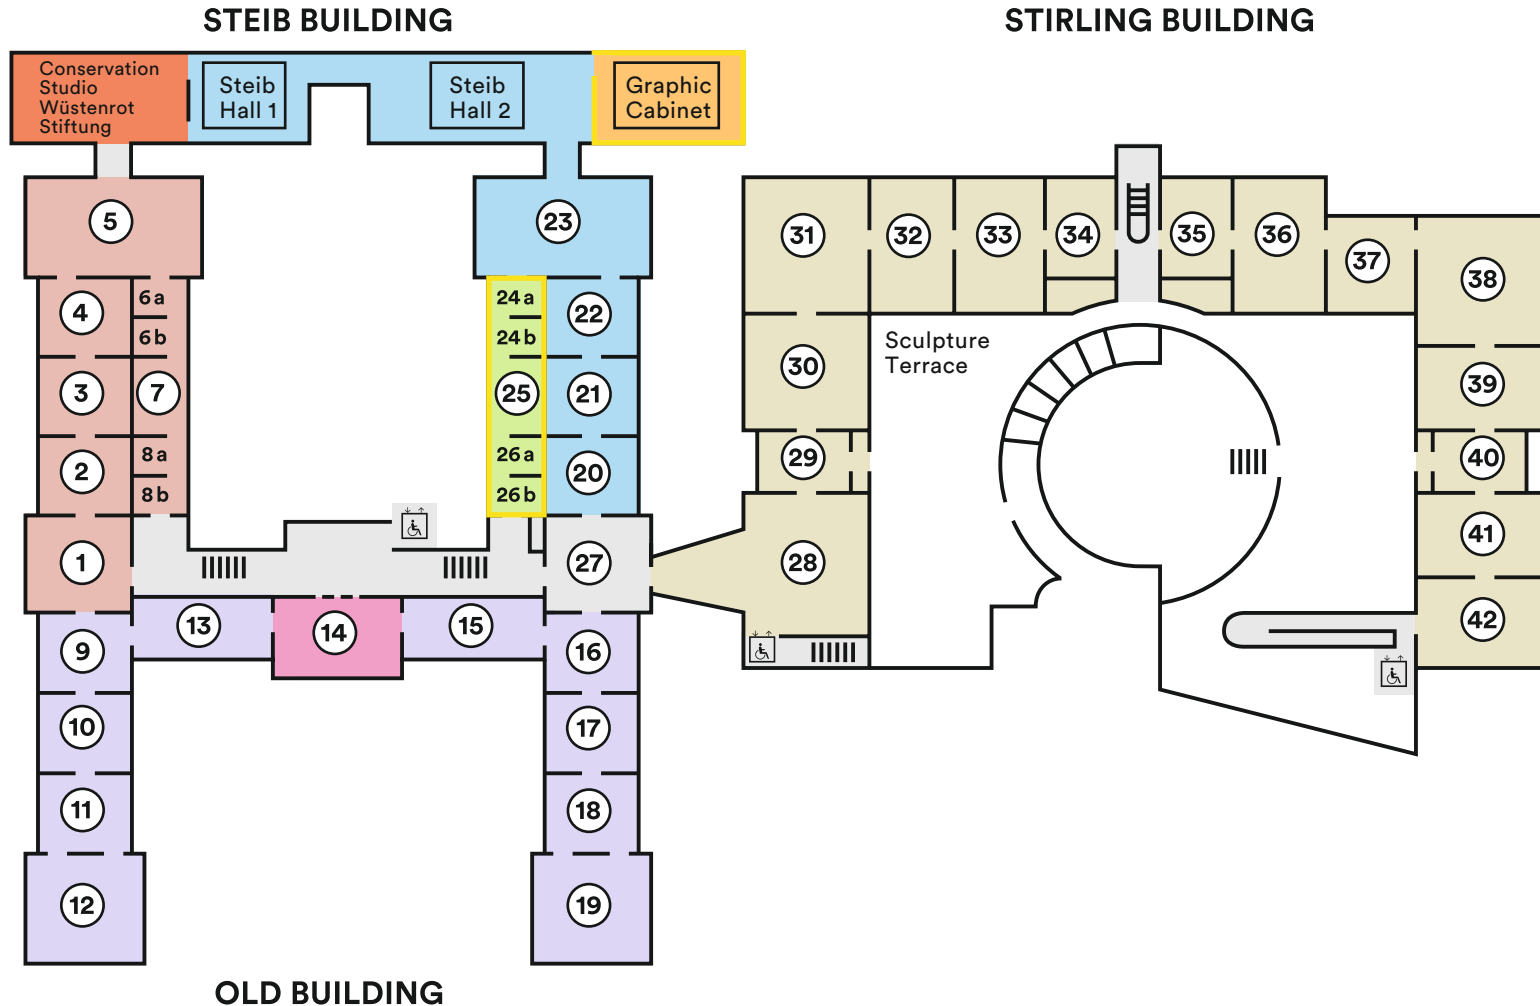 STEIB BUILDING
STIRLING BUILDING
Conservation
Studio
Wüstenrot
Stiftung
Steib
Hall 1
Steib
Hall 2
Graphic
Cabinet
5
23
4
6a
6b
3
7
2
8a
8b
1
24a
24b
25
26a
26b
22
21
20
27
13
14
15
9
10
11
12
16
17
18
19
OLD BUILDING
31
32
33
34
35
36
37
38
30
Sculpture
Terrace
39
29
40
28
41
42